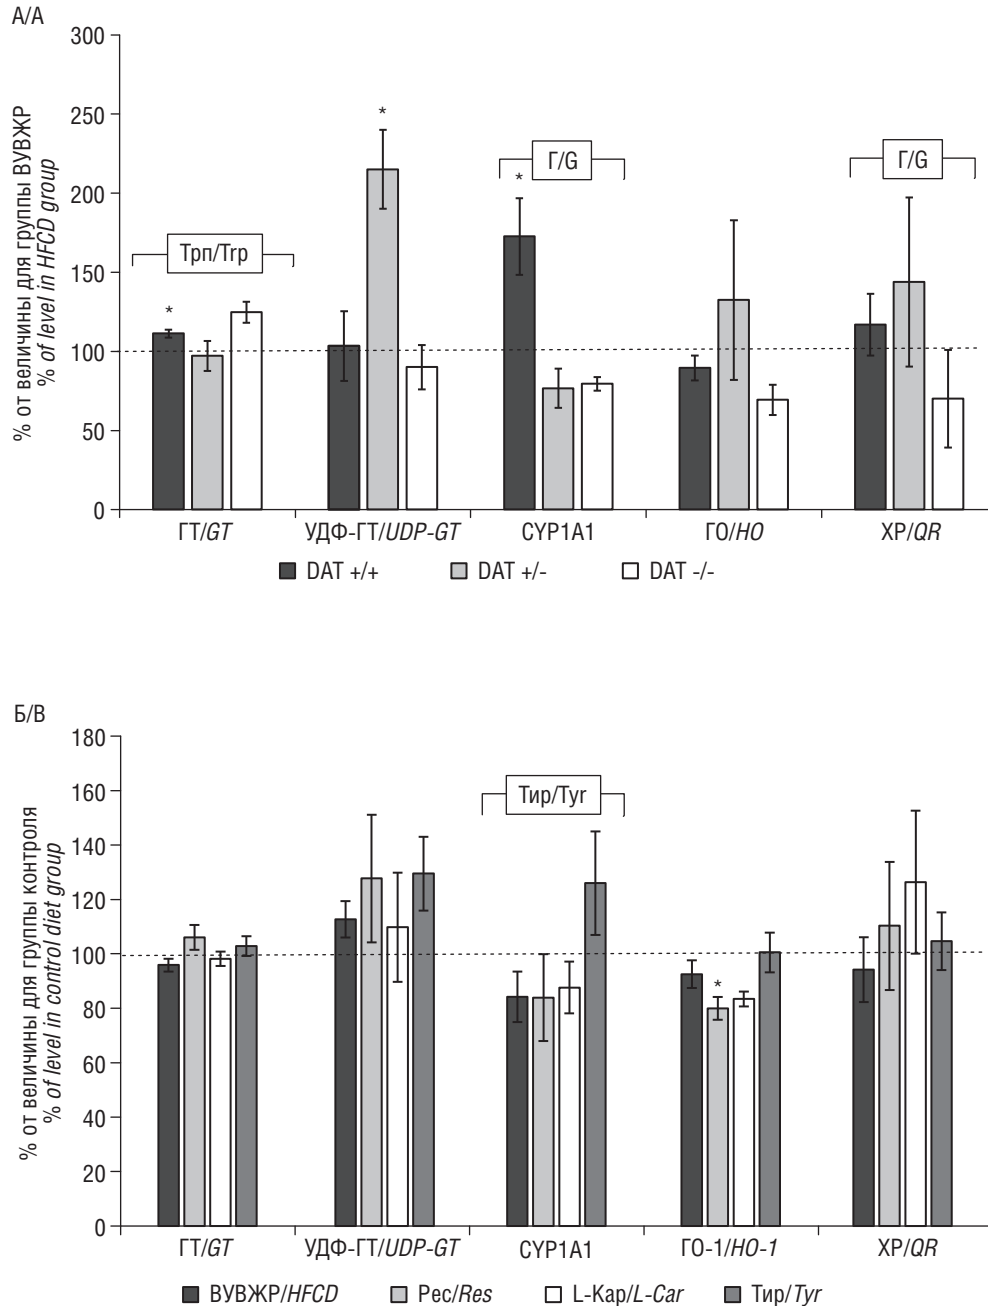 А/А
% от величины для группы ВУВЖР
% of level in HFCD group
300
250
200
150
100
50
0
Трп/Trp
*
*
*
Г/G
Г/G
ГТ/GT
УДФ-ГТ/UDP-GT
CYP1A1
ГО/HO
ХР/QR
DAT +/+
DAT +/-
DAT -/-
Б/В
% от величины для группы контроля
% of level in control diet group
180
160
140
120
100
80
60
40
20
0
Тир/Tyr
*
ГТ/GT
УДФ-ГТ/UDP-GT
CYP1A1
ГО-1/HO-1
ХР/QR
ВУВЖР/HFCD
Рес/Res
L-Кар/L-Car
Тир/Tyr